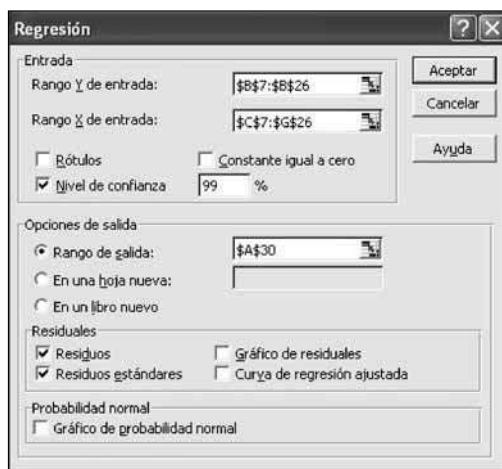 Regresión
Entrada
Rango Y de entrada: $B$7:$B$26
Rango X de entrada: $C$7:$G$26
Rótulos Constante igual a cero
Nivel de confianza 99 %
Aceptar
Cancelar
Ayuda
Opciones de salida
Rango de salida: $A$30
En una hoja nueva:
En un libro nuevo
Residuales
Residuos Gráfico de residuales
Residuos estándares Curva de regresión ajustada
Probabilidad normal
Gráfico de probabilidad normal